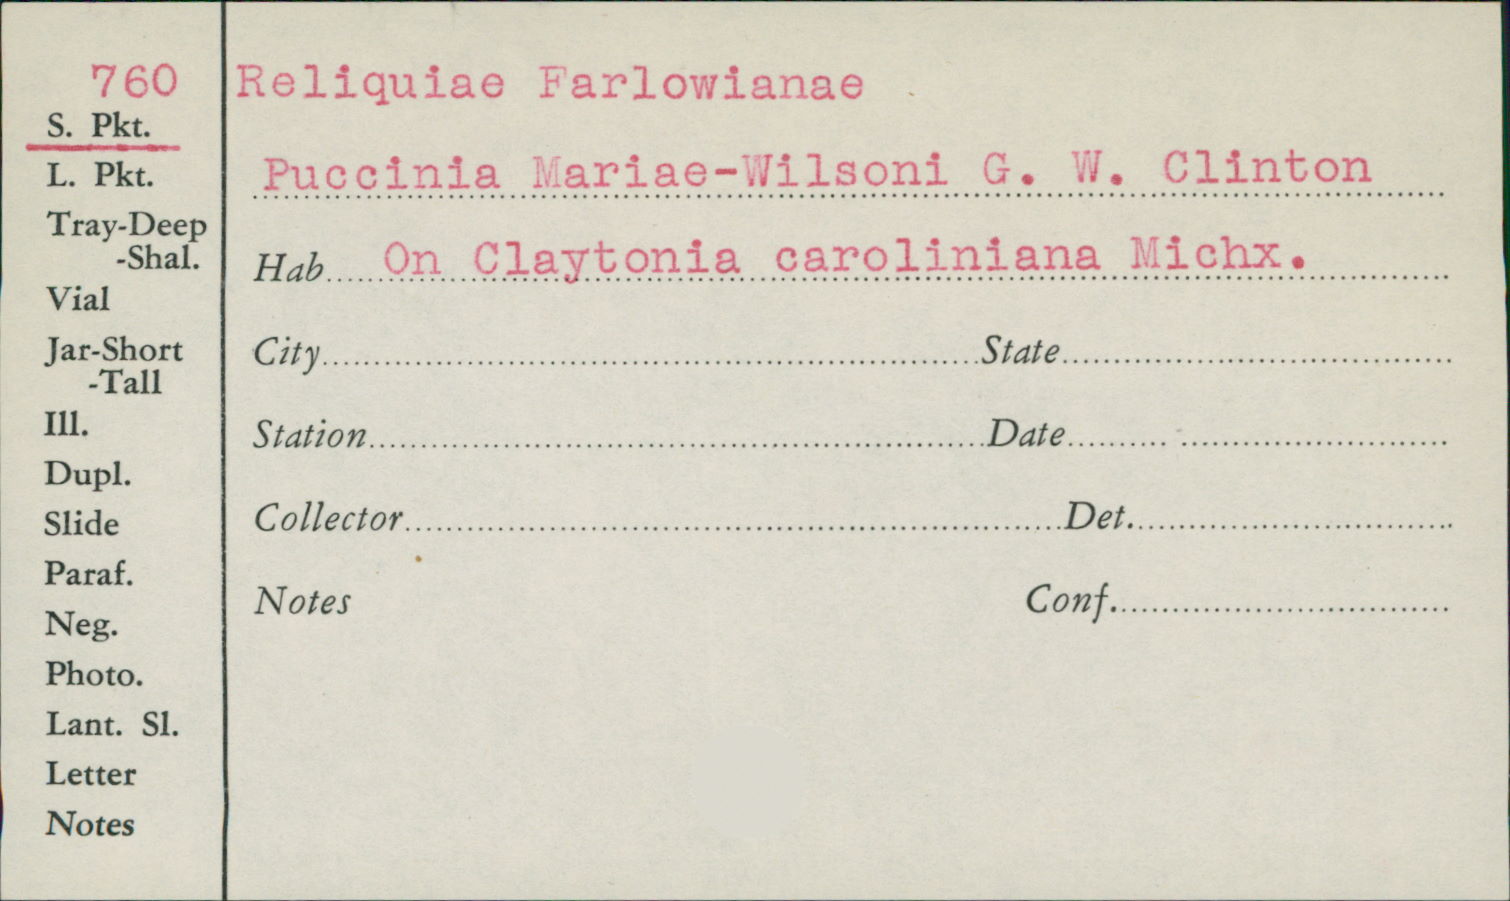 760
S. Pkt.
L. Pkt.
Tray-Deep
-Shal.
Vial
Jar-Short
-Tall
Ill.
Dupl.
Slide
Paraf.
Neg.
Photo.
Lant. Sl.
Letter
Notes
Reliquiae Farlowianae
Puccinia Mariae-Wilsoni G. W. Clinton
Hab On Claytonia caroliniana Michx.
City State
Station Date
Collector Det.
Notes Conf.